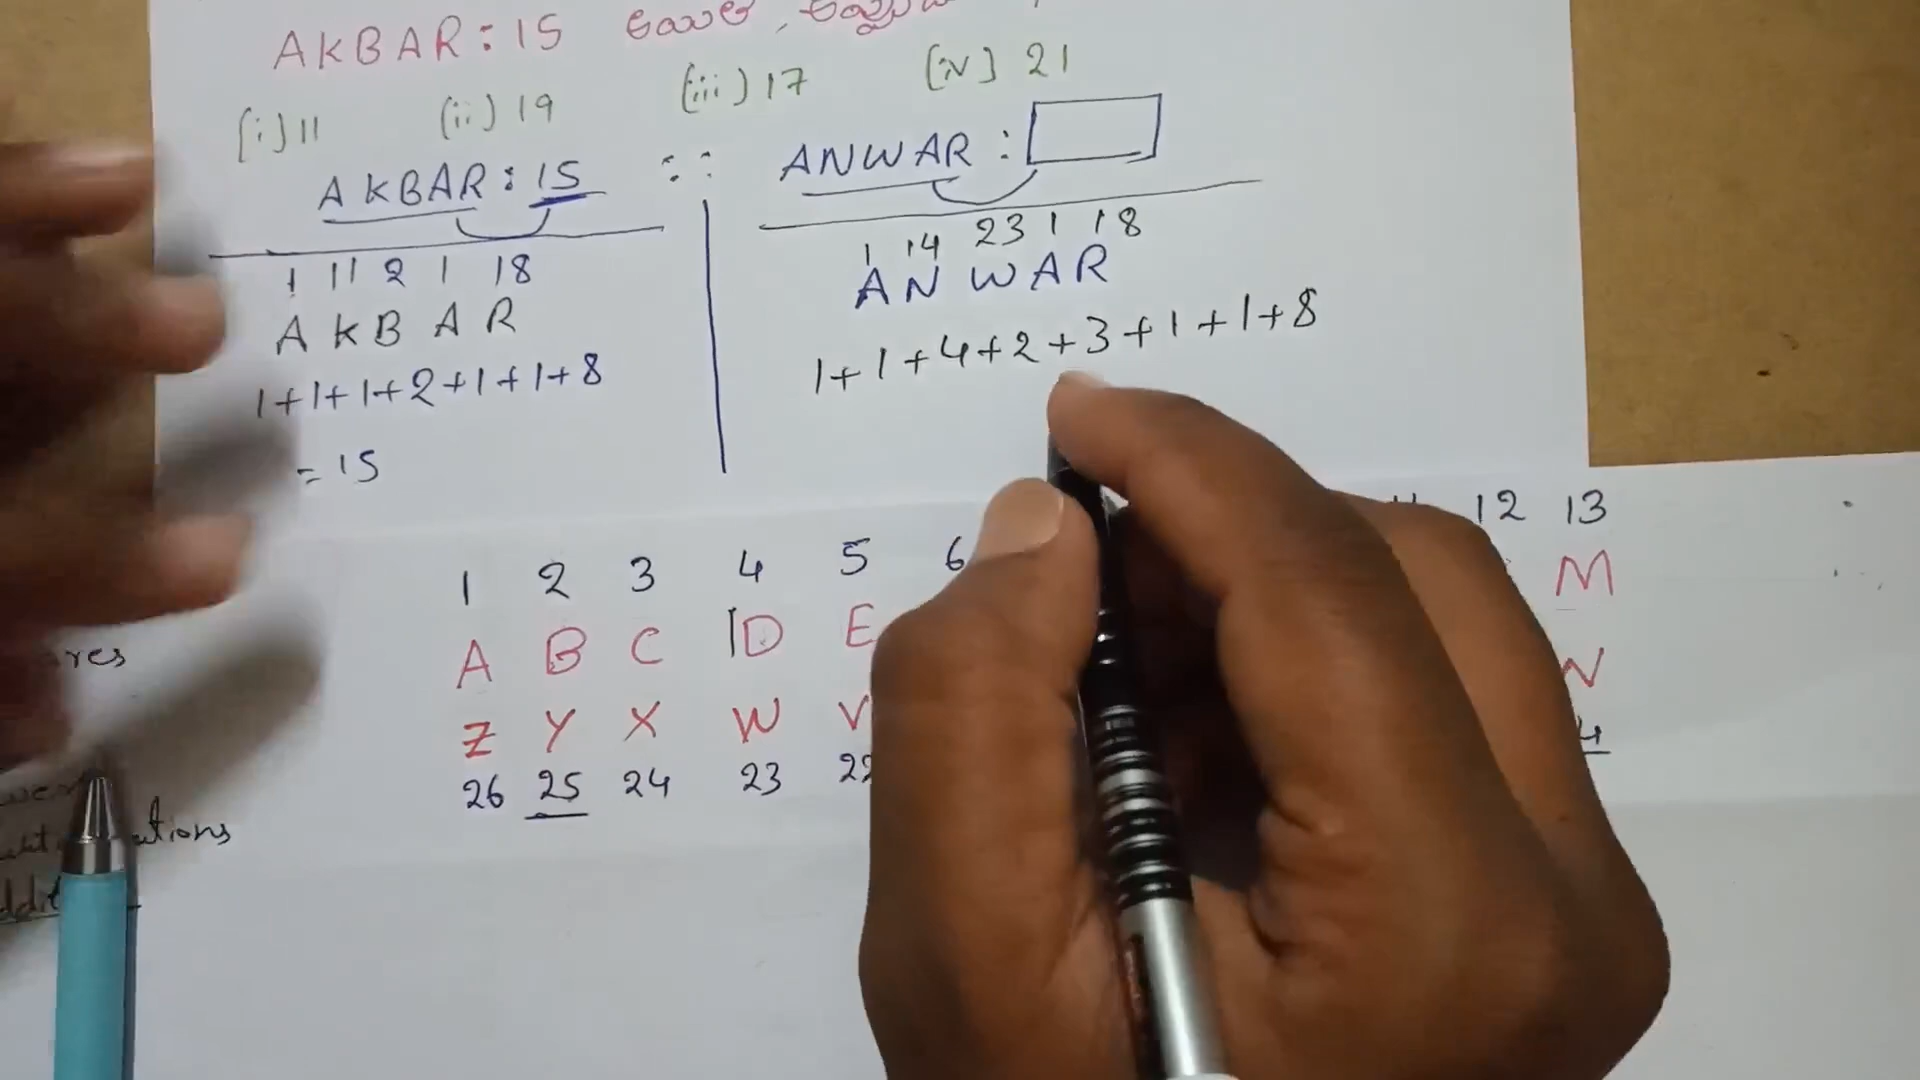 AKBAR: 15
(i) 11 (ii) 19 (iii) 17 (iv) 21
AKBAR: 15 :: ANWAR:
1 11 2 1 18
A K B A R
1+1+1+2+1+1+8
= 15
1 14 23 1 18
A N W A R
1+1+4+2+3+1+1+8
1 2 3 4 5 6 12 13
A B C D E M
Z Y X W V N
26 25 24 23 22